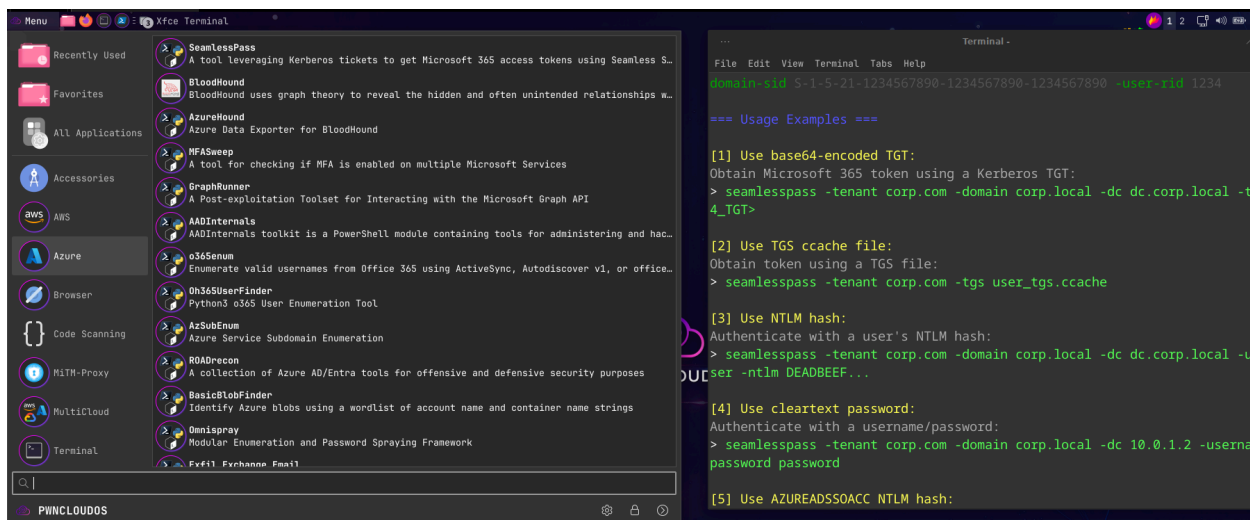 Menu
3
Xfce Terminal
1 2
Recently Used
Favorites
All Applications
Accessories
aws
AWS
Azure
Browser
Code Scanning
MiTM-Proxy
aws
MultiCloud
Terminal
SeamlessPass
A tool leveraging Kerberos tickets to get Microsoft 365 access tokens using Seamless S…
BloodHound
BloodHound uses graph theory to reveal the hidden and often unintended relationships w…
AzureHound
Azure Data Exporter for BloodHound
MFASweep
A tool for checking if MFA is enabled on multiple Microsoft Services
GraphRunner
A Post-exploitation Toolset for Interacting with the Microsoft Graph API
AADInternals
AADInternals toolkit is a PowerShell module containing tools for administering and hac…
o365enum
Enumerate valid usernames from Office 365 using ActiveSync, Autodiscover v1, or office…
Oh365UserFinder
Python3 o365 User Enumeration Tool
AzSubEnum
Azure Service Subdomain Enumeration
ROADrecon
A collection of Azure AD/Entra tools for offensive and defensive security purposes
BasicBlobFinder
Identify Azure blobs using a wordlist of account name and container name strings
Omnispray
Modular Enumeration and Password Spraying Framework
Exfil Exchange Email
PWNCLOUDOS
Terminal -
File Edit View Terminal Tabs Help
domain-sid S-1-5-21-1234567890-1234567890-1234567890 -user-rid 1234
=== Usage Examples ===
[1] Use base64-encoded TGT:
Obtain Microsoft 365 token using a Kerberos TGT:
> seamlesspass -tenant corp.com -domain corp.local -dc dc.corp.local -t
4_TGT>
[2] Use TGS ccache file:
Obtain token using a TGS file:
> seamlesspass -tenant corp.com -tgs user_tgs.ccache
[3] Use NTLM hash:
Authenticate with a user's NTLM hash:
> seamlesspass -tenant corp.com -domain corp.local -dc dc.corp.local -u
ser -ntlm DEADBEEF...
[4] Use cleartext password:
Authenticate with a username/password:
> seamlesspass -tenant corp.com -domain corp.local -dc 10.0.1.2 -userna
password password
[5] Use AZUREADSSOACC NTLM hash: